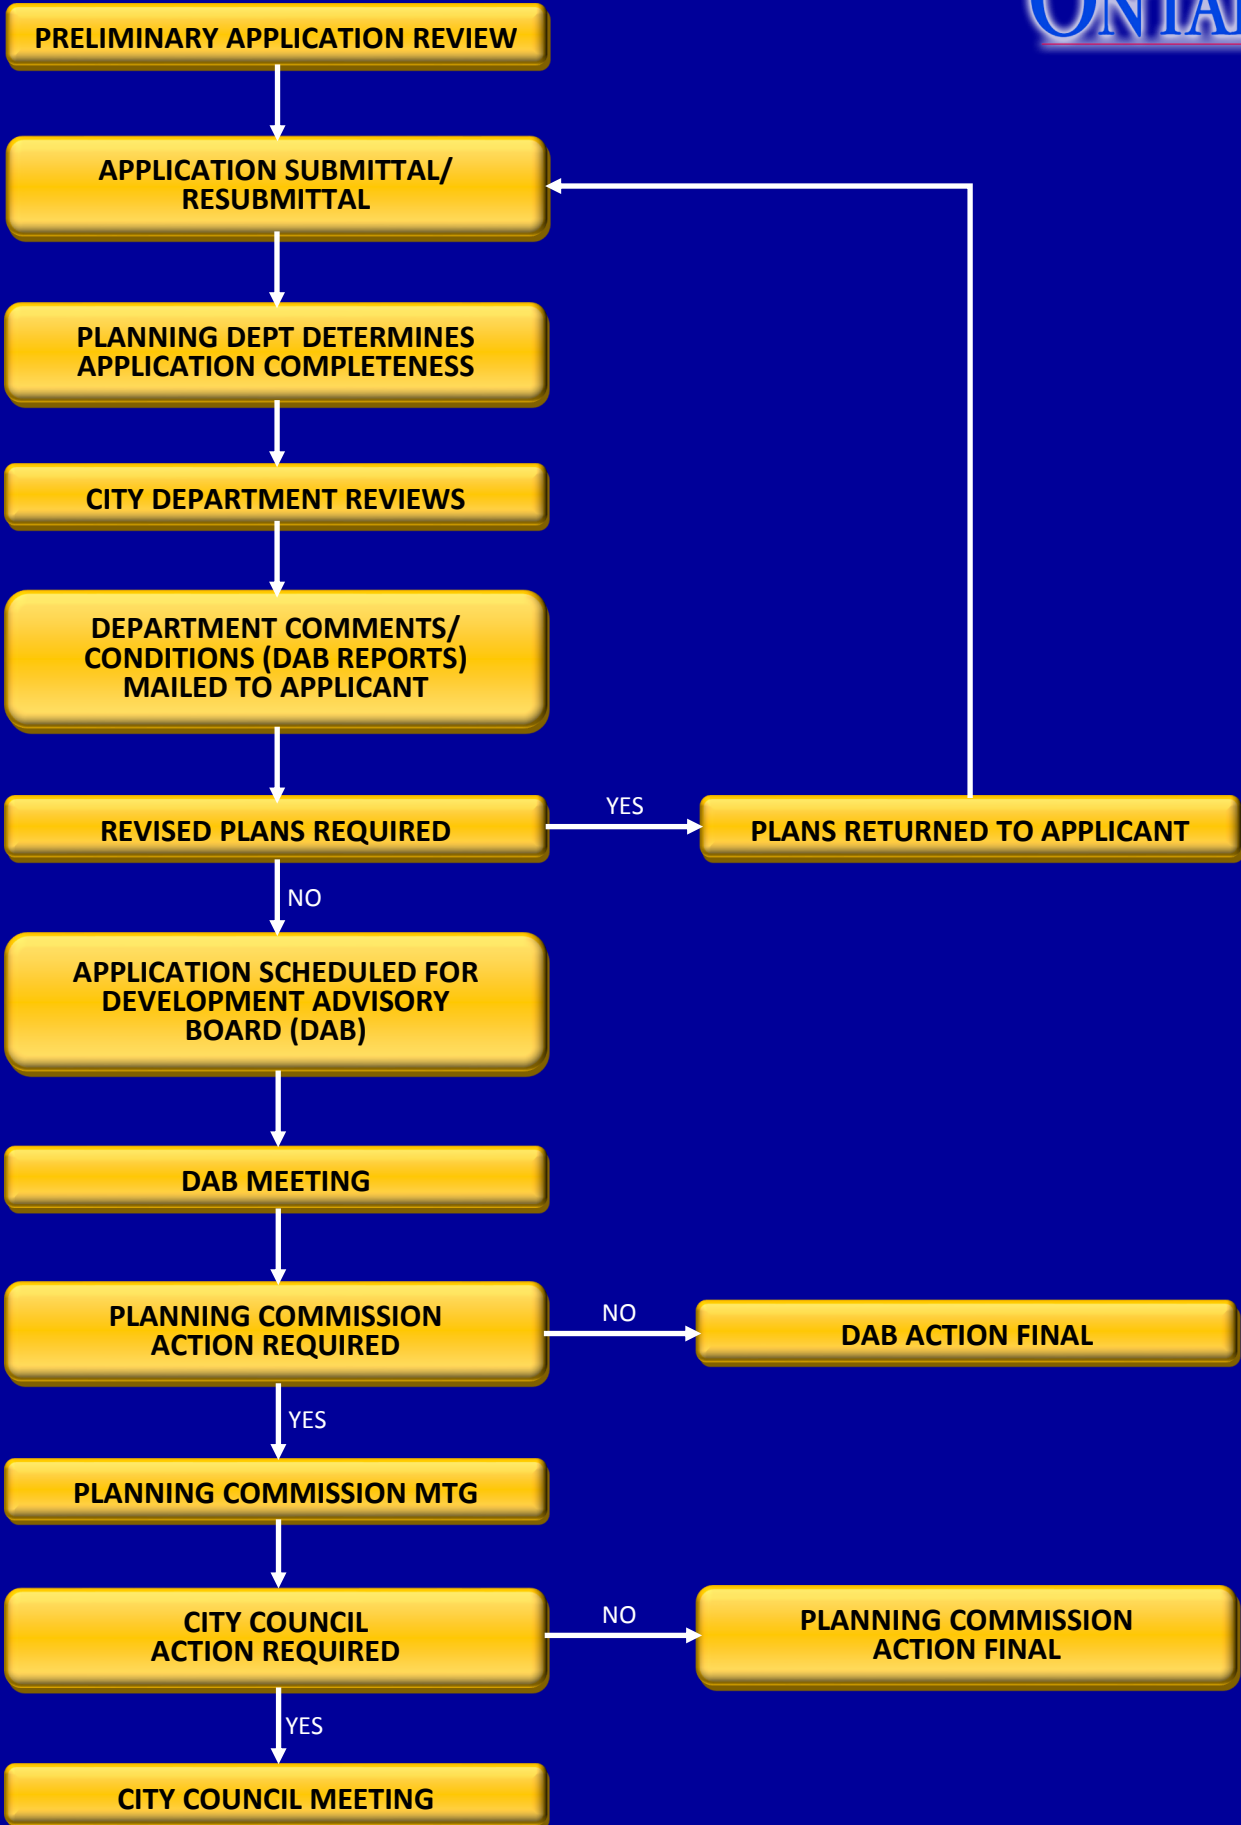 PRELIMINARY APPLICATION REVIEW
APPLICATION SUBMITTAL/
RESUBMITTAL
PLANNING DEPT DETERMINES
APPLICATION COMPLETENESS
CITY DEPARTMENT REVIEWS
DEPARTMENT COMMENTS/
CONDITIONS (DAB REPORTS)
MAILED TO APPLICANT
REVISED PLANS REQUIRED
YES
PLANS RETURNED TO APPLICANT
NO
APPLICATION SCHEDULED FOR
DEVELOPMENT ADVISORY
BOARD (DAB)
DAB MEETING
PLANNING COMMISSION
ACTION REQUIRED
NO
DAB ACTION FINAL
YES
PLANNING COMMISSION MTG
CITY COUNCIL
ACTION REQUIRED
NO
PLANNING COMMISSION
ACTION FINAL
YES
CITY COUNCIL MEETING